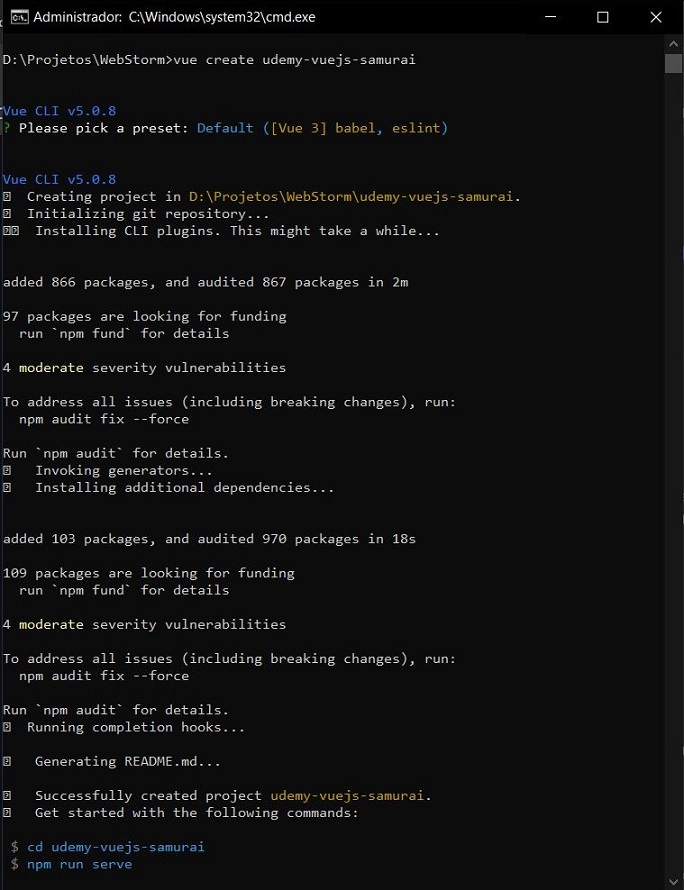 Administrador: C:\Windows\system32\cmd.exe
D:\Projetos\WebStorm>vue create udemy-vuejs-samurai
Vue CLI v5.0.8
? Please pick a preset: Default ([Vue 3] babel, eslint)
Vue CLI v5.0.8
Creating project in D:\Projetos\WebStorm\udemy-vuejs-samurai.
Initializing git repository...
Installing CLI plugins. This might take a while...
added 866 packages, and audited 867 packages in 2m
97 packages are looking for funding
run `npm fund` for details
4 moderate severity vulnerabilities
To address all issues (including breaking changes), run:
npm audit fix --force
Run `npm audit` for details.
Invoking generators...
Installing additional dependencies...
added 103 packages, and audited 970 packages in 18s
109 packages are looking for funding
run `npm fund` for details
4 moderate severity vulnerabilities
To address all issues (including breaking changes), run:
npm audit fix --force
Run `npm audit` for details.
Running completion hooks...
Generating README.md...
Successfully created project udemy-vuejs-samurai.
Get started with the following commands:
$ cd udemy-vuejs-samurai
$ npm run serve